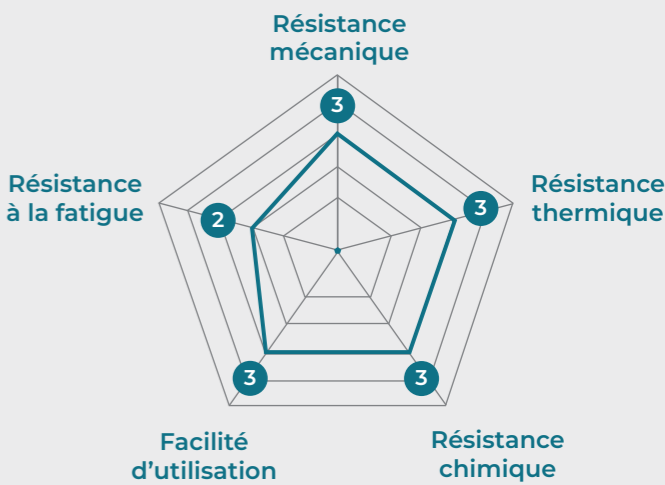 Résistance
mécanique
3
Résistance
à la fatigue
2
3
Résistance
thermique
3
3
Facilité
d'utilisation
Résistance
chimique